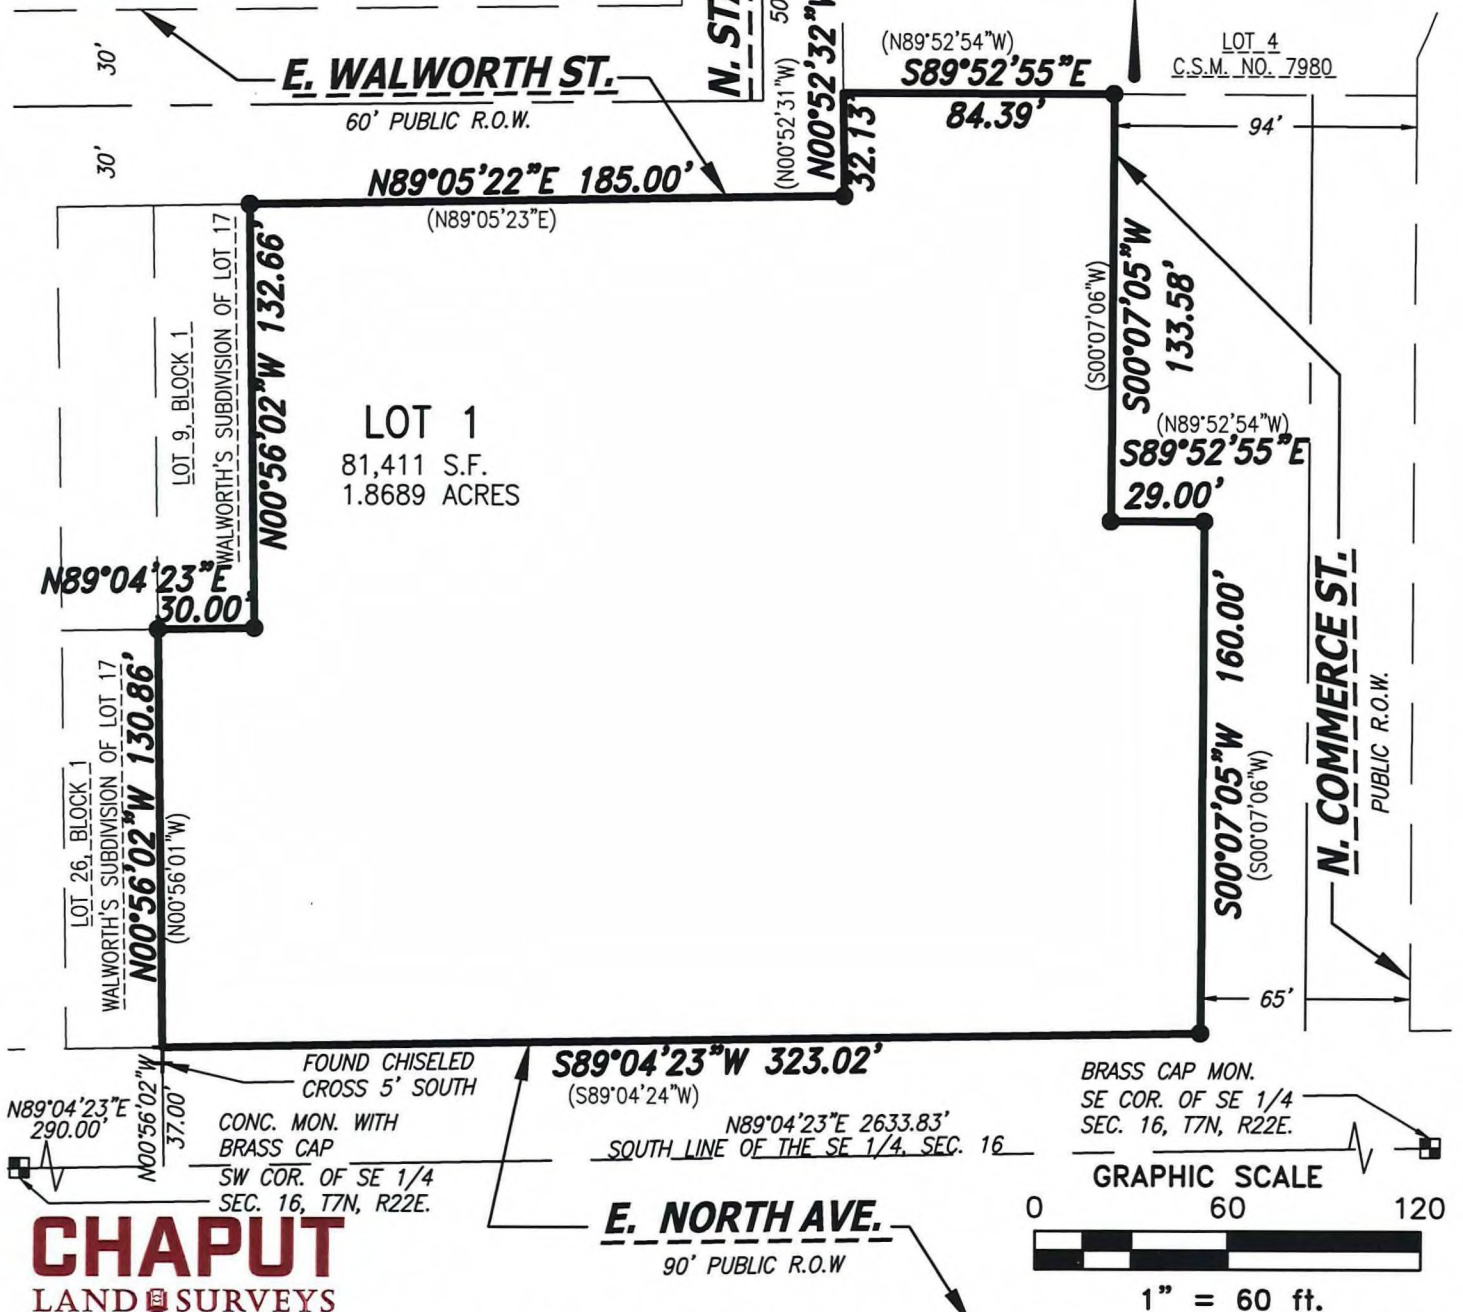 30'
E. WALWORTH ST.
60' PUBLIC R.O.W.
30'
N. ST
50
(N00°52'31"W)
N00°52'32"W
32.13'
(N89°52'54"W)
S89°52'55"E
84.39'
LOT 4
C.S.M. NO. 7980
94'
N89°05'22"E 185.00'
(N89°05'23"E)
LOT 9, BLOCK 1
WALWORTH'S SUBDIVISION OF LOT 17
N00°56'02"W 132.66'
LOT 1
81,411 S.F.
1.8689 ACRES
(S00°07'06"W)
S00°07'05"W
133.58'
(N89°52'54"W)
S89°52'55"E
29.00'
N89°04'23"E
30.00'
LOT 26, BLOCK 1
WALWORTH'S SUBDIVISION OF LOT 17
N00°56'02"W 130.86'
(N00°56'01"W)
S00°07'05"W 160.00'
(S00°07'06"W)
N. COMMERCE ST.
PUBLIC R.O.W.
65'
S89°04'23"W 323.02'
(S89°04'24"W)
FOUND CHISELED
CROSS 5' SOUTH
N89°04'23"E
290.00'
N00°56'02"W
37.00'
CONC. MON. WITH
BRASS CAP
SW COR. OF SE 1/4
SEC. 16, T7N, R22E.
N89°04'23"E 2633.83'
SOUTH LINE OF THE SE 1/4, SEC. 16
BRASS CAP MON.
SE COR. OF SE 1/4
SEC. 16, T7N, R22E.
E. NORTH AVE.
90' PUBLIC R.O.W
GRAPHIC SCALE
0 60 120
1" = 60 ft.
CHAPUT
LAND SURVEYS